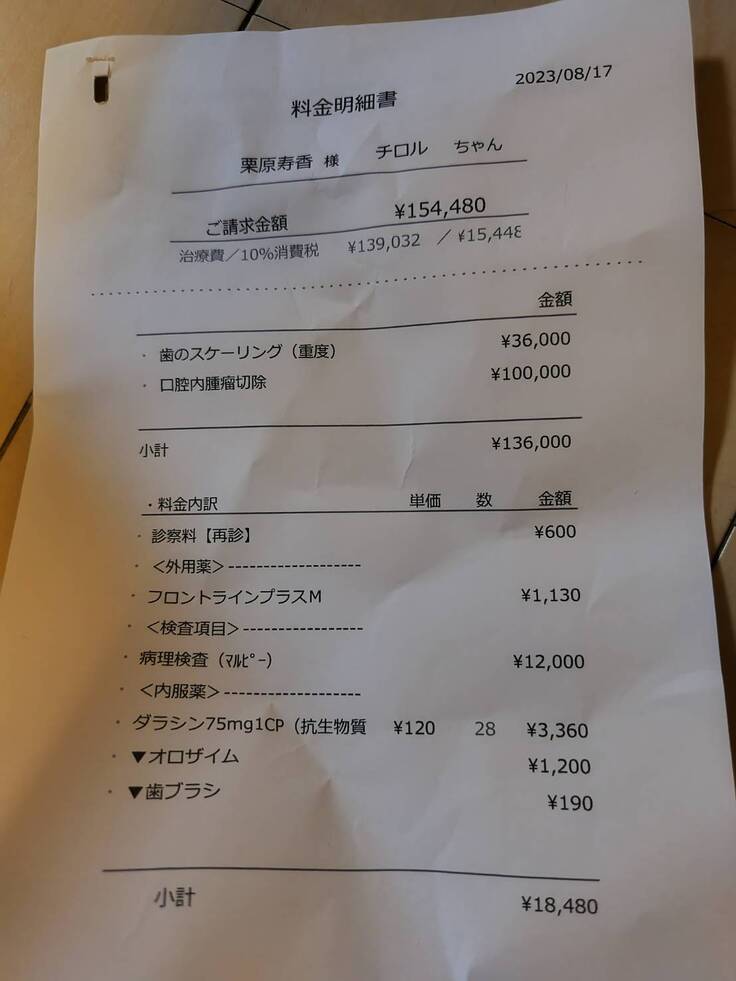 2023/08/17
料金明細書
栗原寿香 様 チロル ちゃん
ご請求金額 ¥154,480
治療費／10%消費税 ¥139,032 ／ ¥15,448
金額
・ 歯のスケーリング（重度） ¥36,000
・ 口腔内腫瘤切除 ¥100,000
小計 ¥136,000
・料金内訳 単価 数 金額
・ 診察料【再診】 ¥600
・ ＜外用薬＞-------------------
・ フロントラインプラスM ¥1,130
・ ＜検査項目＞-----------------
・ 病理検査（ﾏﾙﾋﾟｰ） ¥12,000
・ ＜内服薬＞-------------------
・ ダラシン75mg1CP（抗生物質 ¥120 28 ¥3,360
・ ▼オロザイム ¥1,200
・ ▼歯ブラシ ¥190
小計 ¥18,480